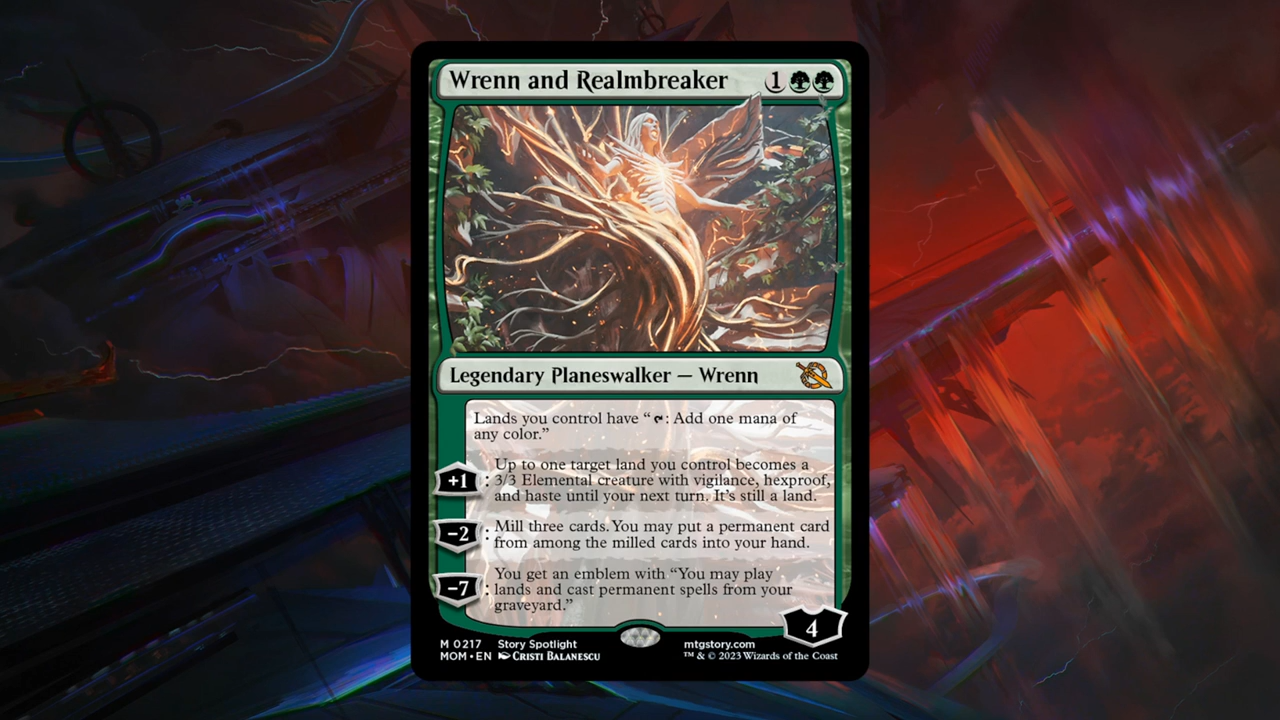 Wrenn and Realmbreaker 1
Legendary Planeswalker — Wrenn
Lands you control have “ : Add one mana of
any color.”
+1 : Up to one target land you control becomes a
3/3 Elemental creature with vigilance, hexproof,
and haste until your next turn. It’s still a land.
−2 : Mill three cards. You may put a permanent card
from among the milled cards into your hand.
−7 : You get an emblem with “You may play
lands and cast permanent spells from your
graveyard.”
4
M 0217 Story Spotlight mtgstory.com
MOM • EN Cristi Balanescu ™ & © 2023 Wizards of the Coast